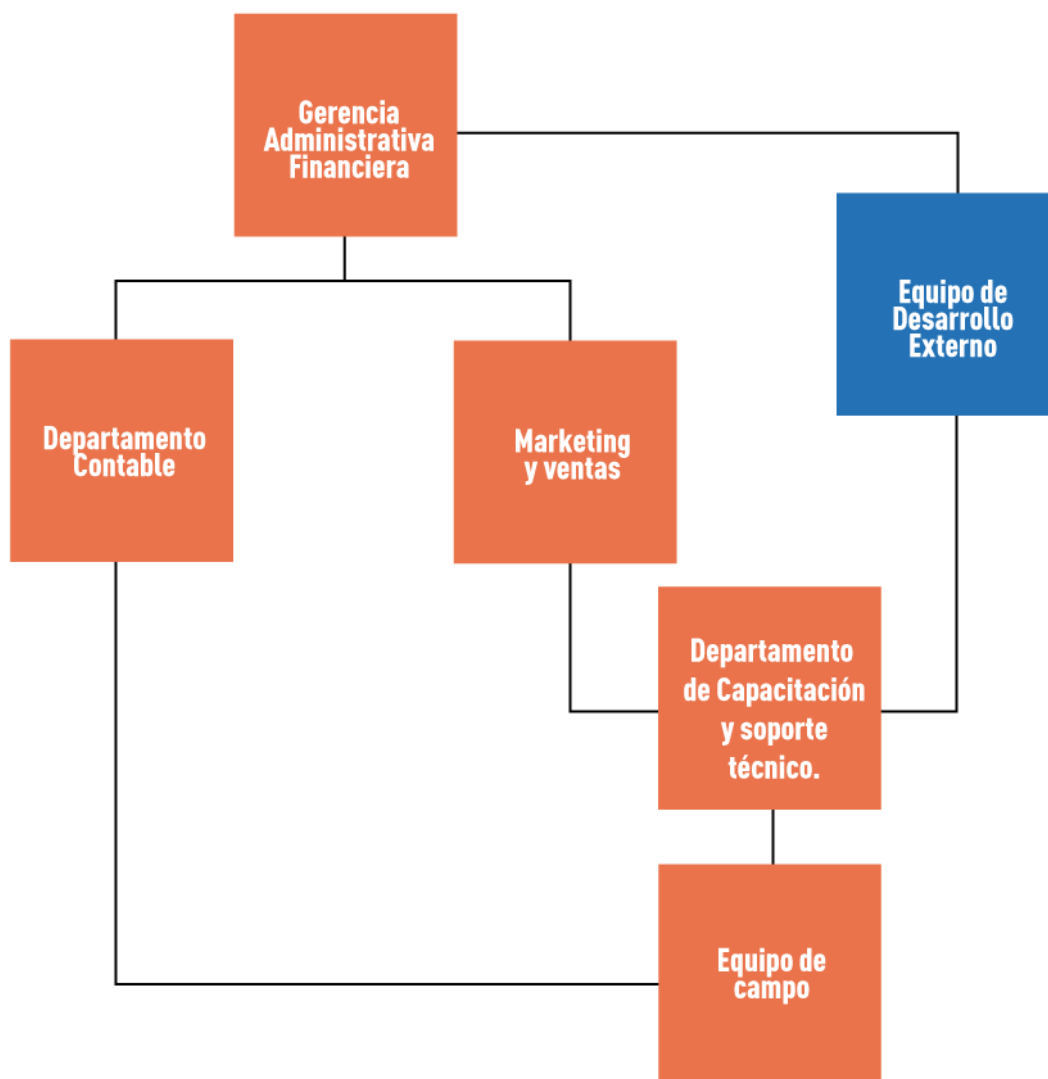 Gerencia
Administrativa
Financiera
Equipo de
Desarrollo
Externo
Departamento
Contable
Marketing
y ventas
Departamento
de Capacitación
y soporte
técnico.
Equipo de
campo